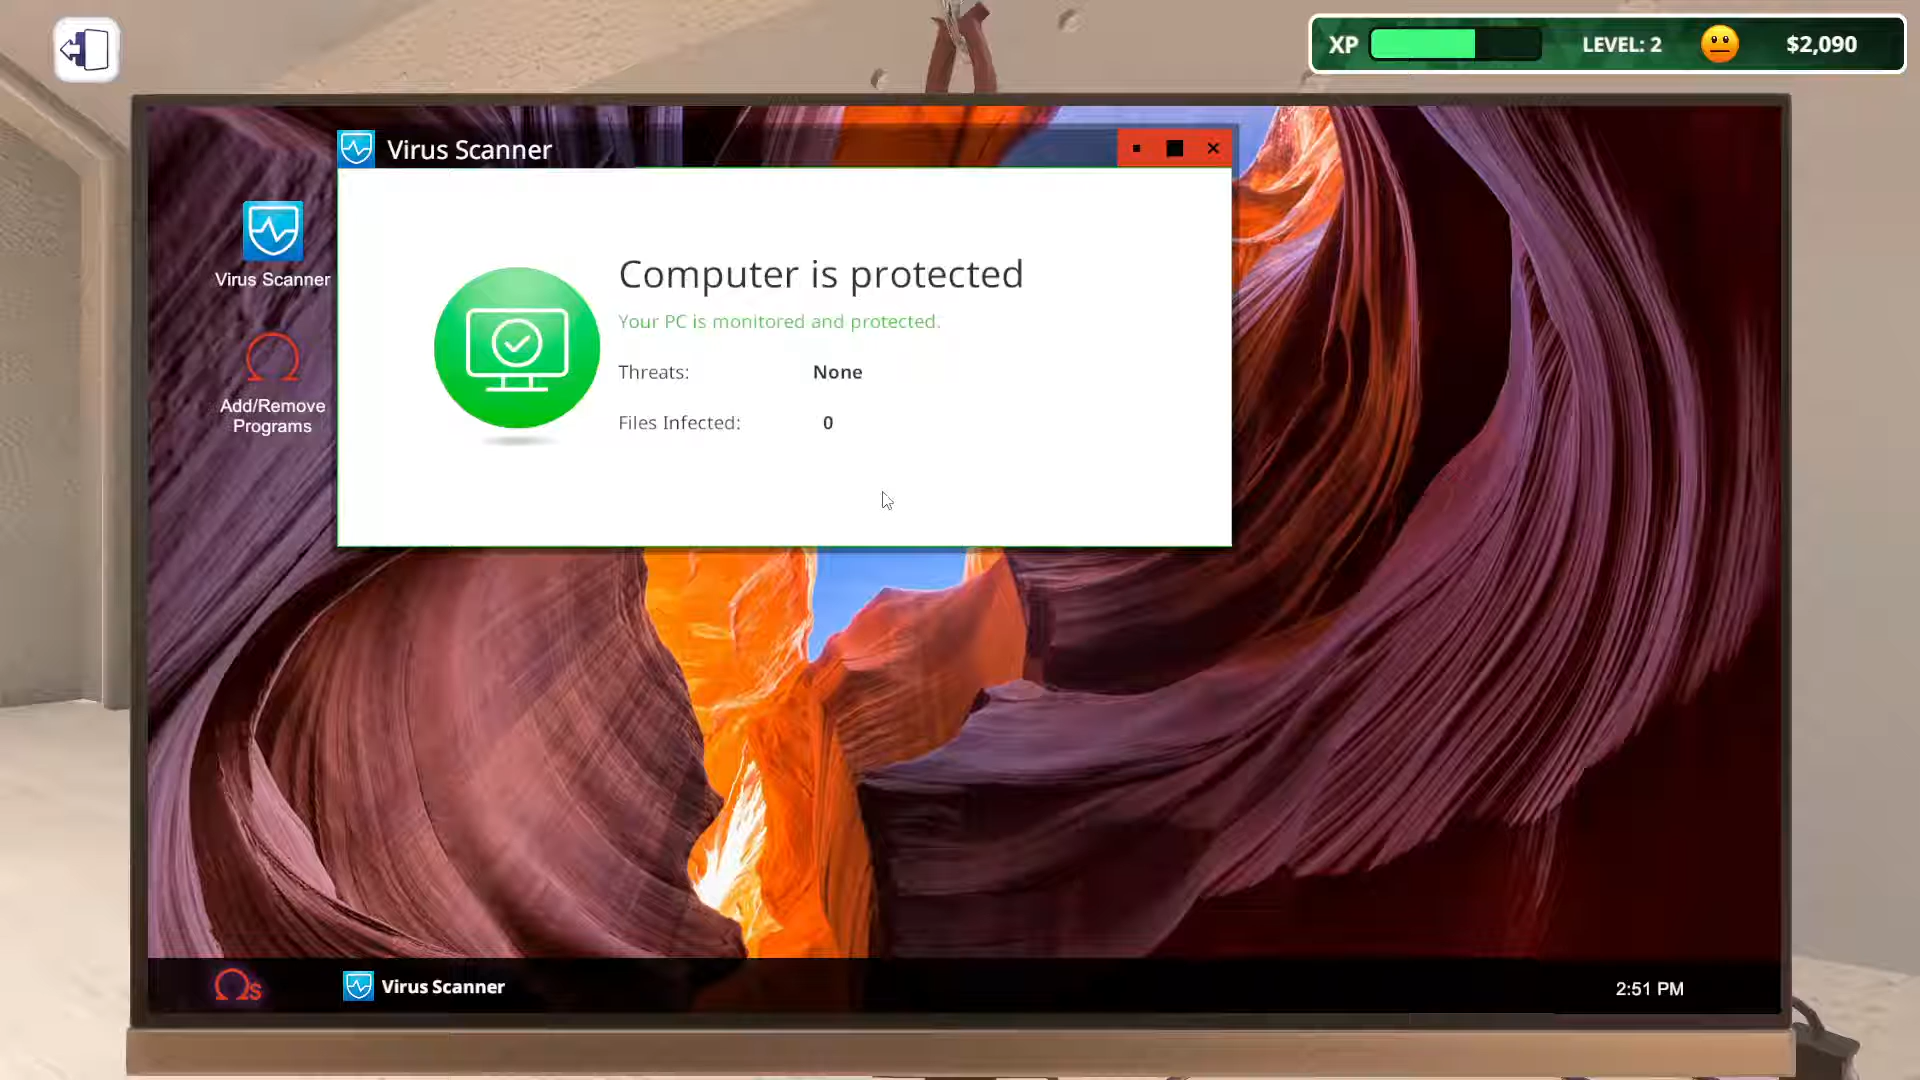 XP LEVEL: 2 $2,090
Virus Scanner
Virus Scanner
Add/Remove
Programs
Computer is protected
Your PC is monitored and protected.
Threats: None
Files Infected: 0
Ωs
Virus Scanner
2:51 PM